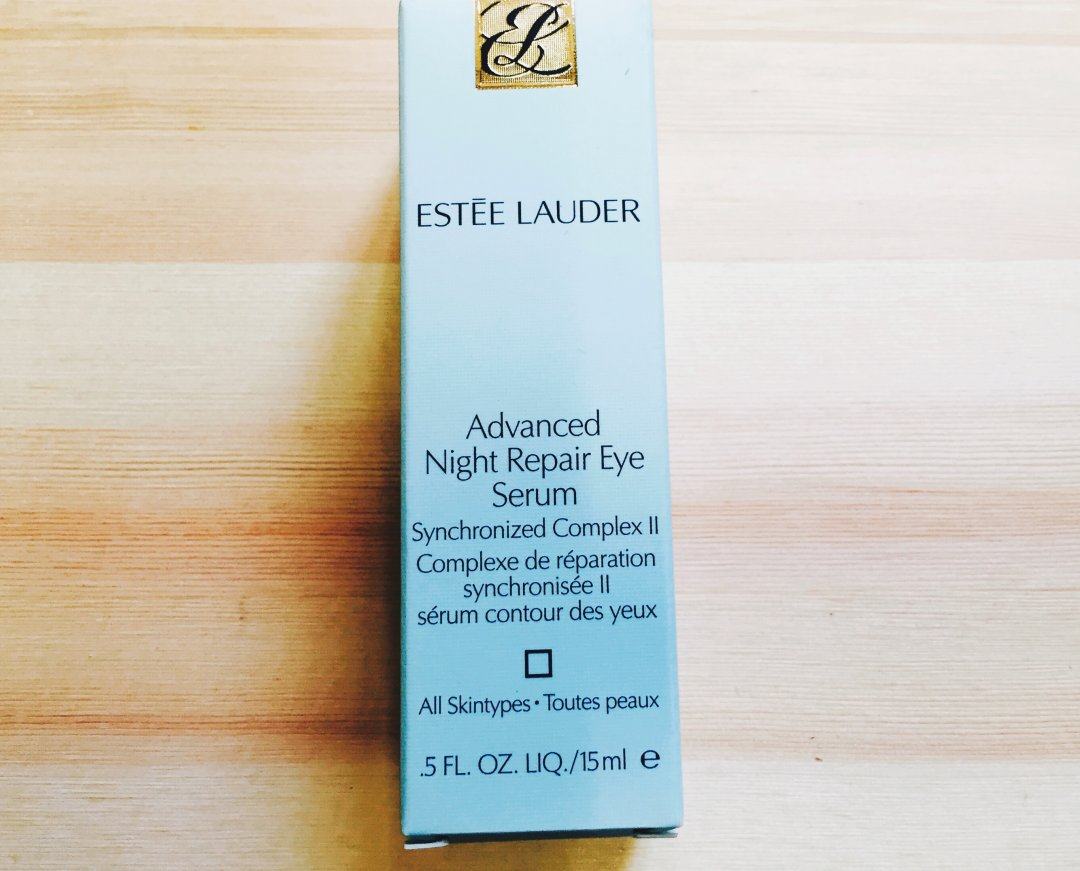 EL
ESTĒE LAUDER
Advanced
Night Repair Eye
Serum
Synchronized Complex II
Complexe de réparation
synchronisée II
sérum contour des yeux
All Skintypes • Toutes peaux
.5 FL. OZ. LIQ./15ml e